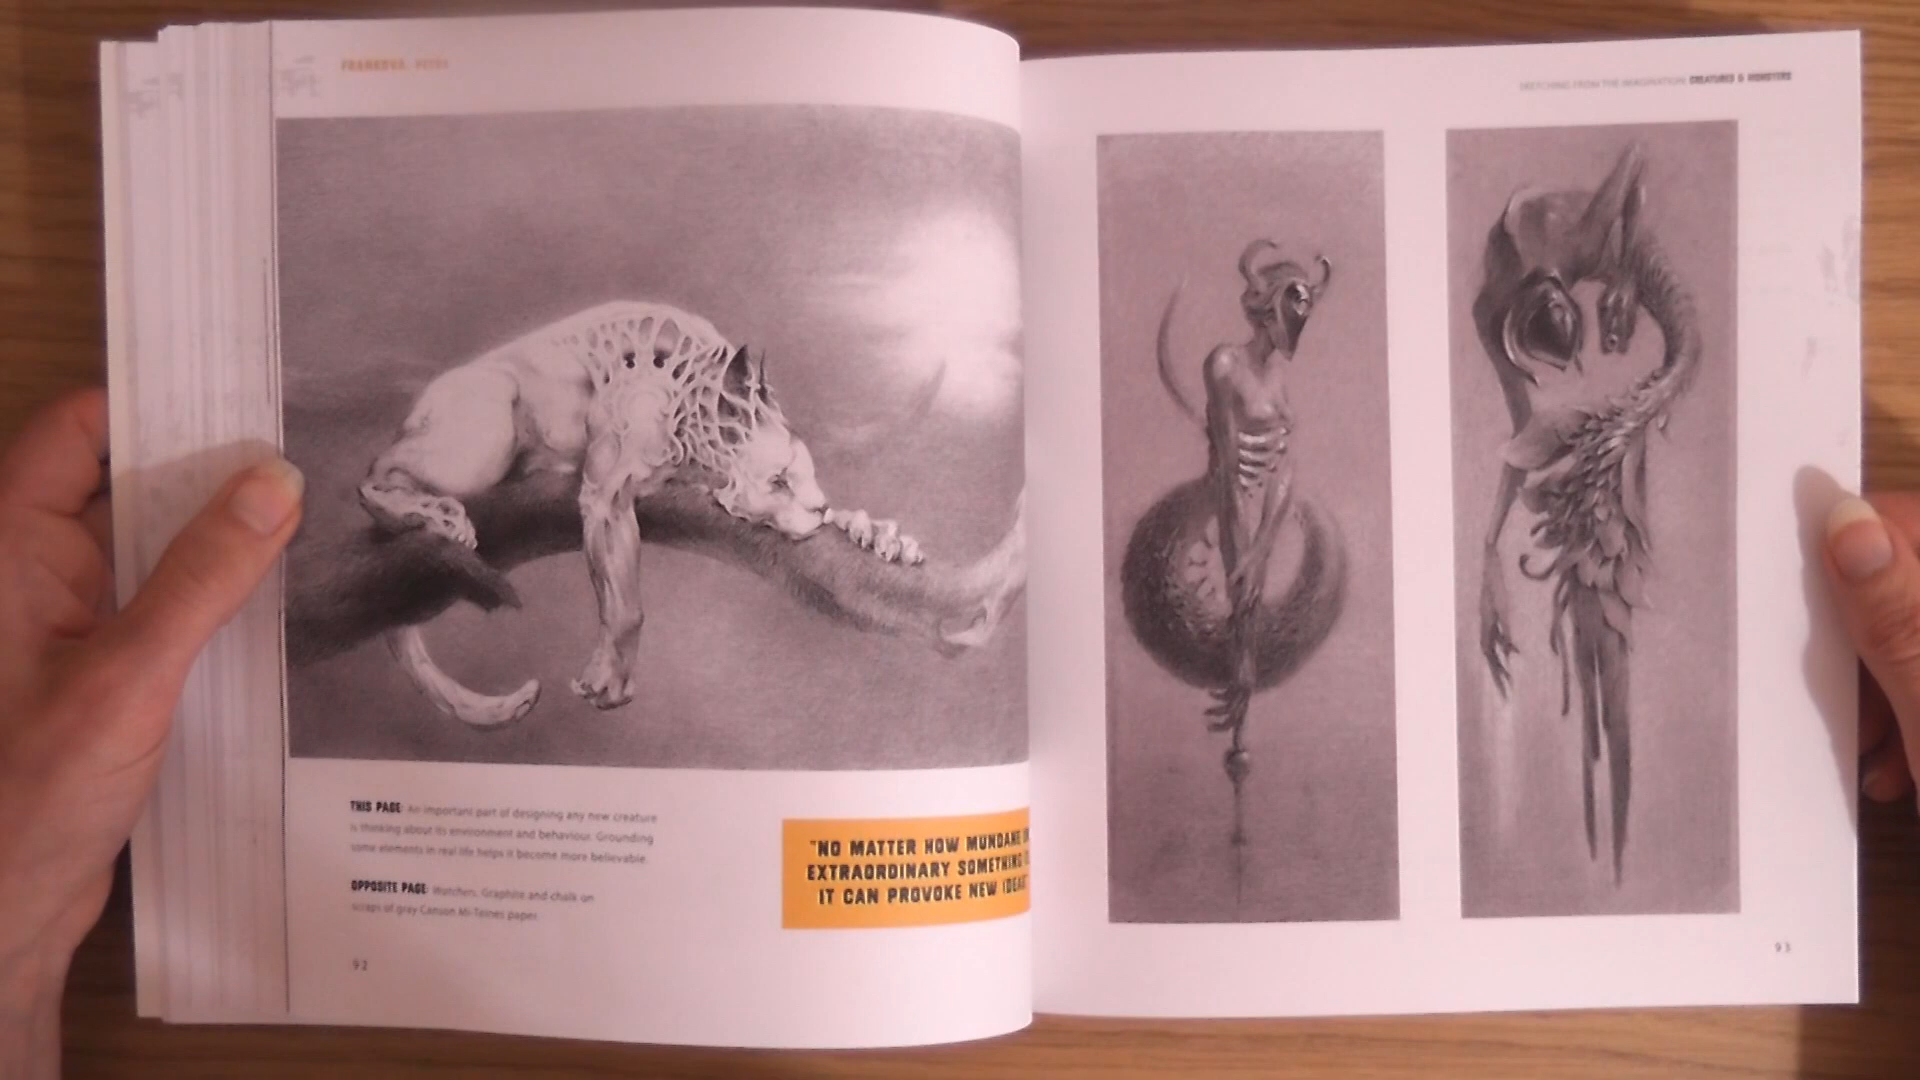 FRANKOVA, PETRA
SKETCHING FROM THE IMAGINATION: CREATURES & MONSTERS
THIS PAGE: An important part of designing any new creature
is thinking about its environment and behaviour. Grounding
some elements in real life helps it become more believable.
OPPOSITE PAGE: Watchers. Graphite and chalk on
scraps of gray Canson Mi-Teintes paper.
"NO MATTER HOW MUNDANE
EXTRAORDINARY SOMETHING
IT CAN PROVOKE NEW IDEAS"
92
93